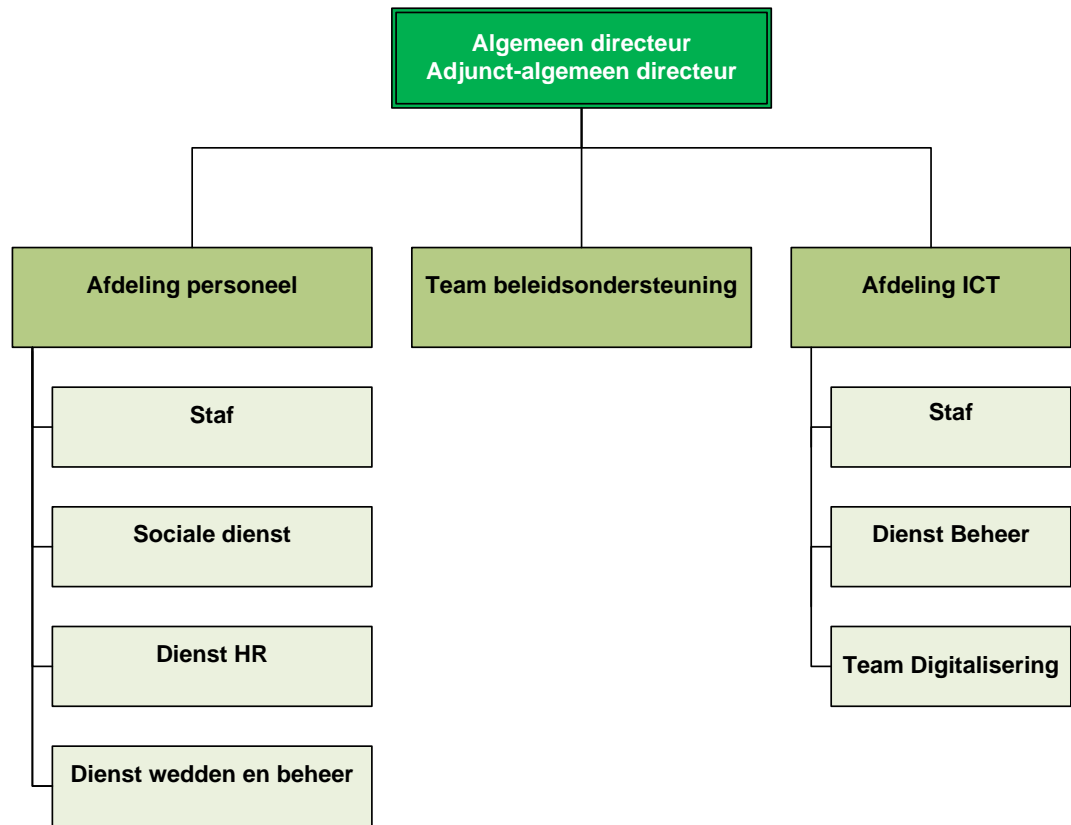 Algemeen directeur
Adjunct-algemeen directeur
Afdeling personeel
Team beleidsondersteuning
Afdeling ICT
Staf
Sociale dienst
Dienst HR
Dienst wedden en beheer
Staf
Dienst Beheer
Team Digitalisering